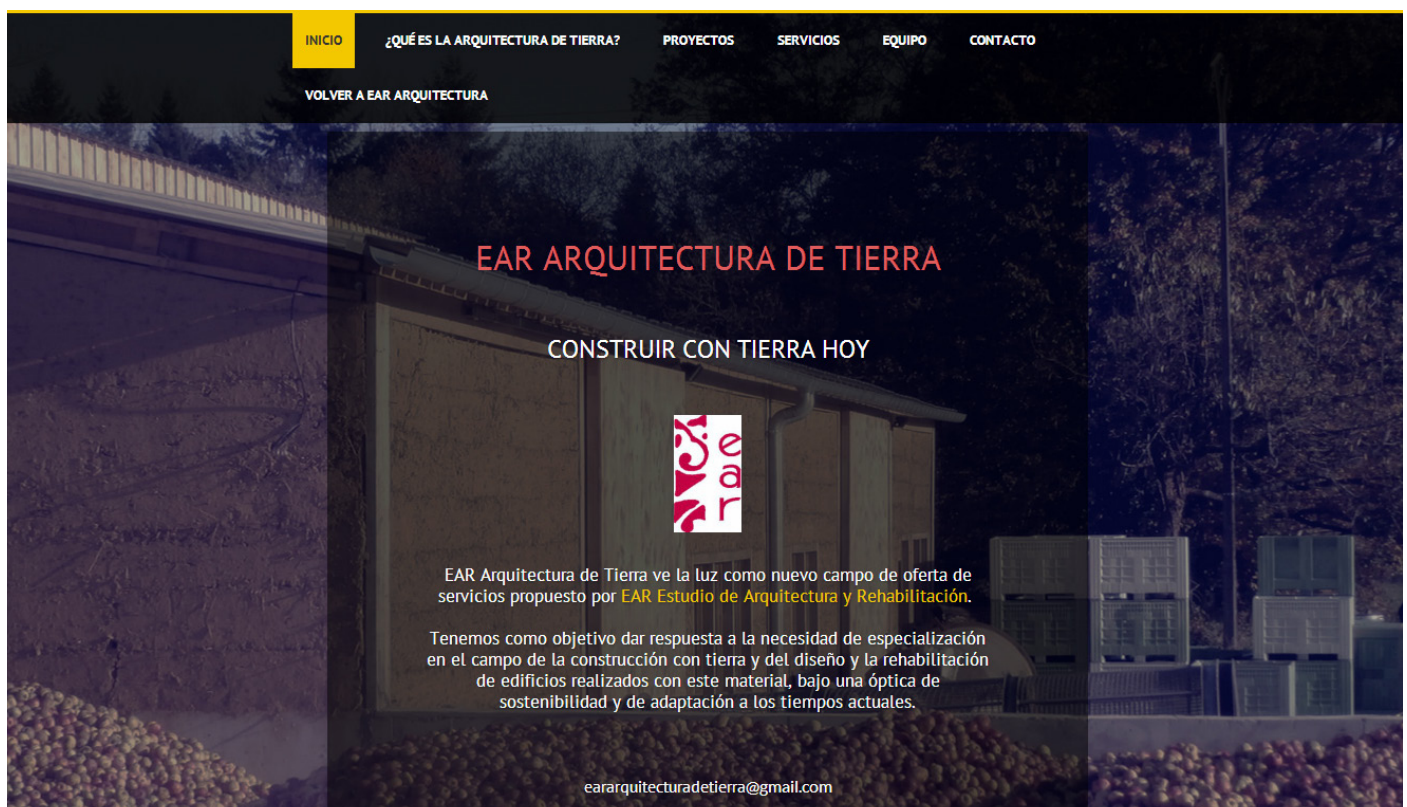 INICIO ¿QUÉ ES LA ARQUITECTURA DE TIERRA? PROYECTOS SERVICIOS EQUIPO CONTACTO
VOLVER A EAR ARQUITECTURA
EAR ARQUITECTURA DE TIERRA
CONSTRUIR CON TIERRA HOY
e
a
r
EAR Arquitectura de Tierra ve la luz como nuevo campo de oferta de
servicios propuesto por EAR Estudio de Arquitectura y Rehabilitación.
Tenemos como objetivo dar respuesta a la necesidad de especialización
en el campo de la construcción con tierra y del diseño y la rehabilitación
de edificios realizados con este material, bajo una óptica de
sostenibilidad y de adaptación a los tiempos actuales.
eararquitecturadetierra@gmail.com